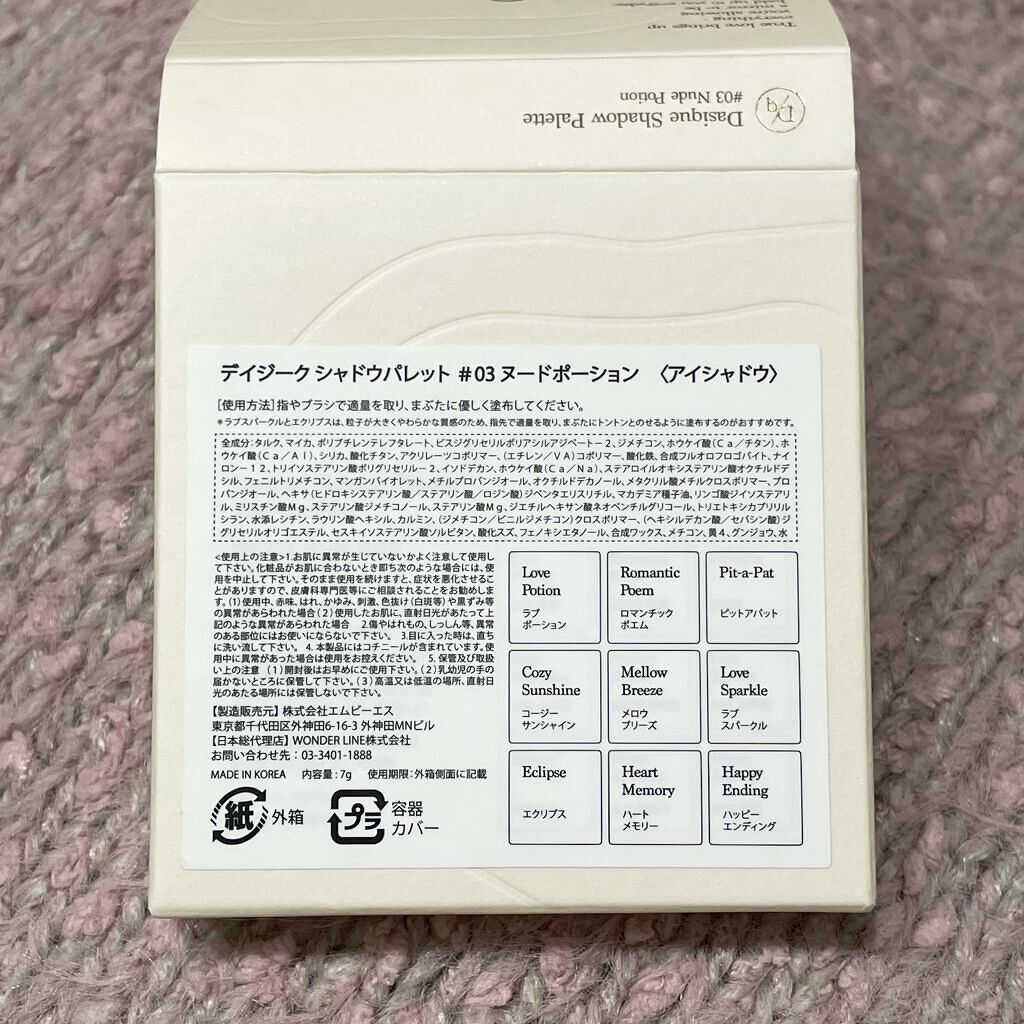 True love brings up
everything -
you're allowing
a mirror to be
held up to you
everyday.
D/q
Dasique Shadow Palette
#03 Nude Potion
デイジーク シャドウパレット ＃03 ヌードポーション 〈アイシャドウ〉
［使用方法］指やブラシで適量を取り、まぶたに優しく塗布してください。
＊ラブスパークルとエクリプスは、粒子が大きくやわらかな質感のため、指先で適量を取り、まぶたにトントンとのせるように塗布するのがおすすめです。
全成分：タルク、マイカ、ポリブチレンテレフタレート、ビスジグリセリルポリアシルアジペート－2、ジメチコン、ホウケイ酸（Ca／チタン）、ホ
ウケイ酸（Ca／Al）、シリカ、酸化チタン、アクリレーツコポリマー、（エチレン／VA）コポリマー、酸化鉄、合成フルオロフロゴパイト、ナイ
ロン－12、トリイソステアリン酸ポリグリセリル－2、イソドデカン、ホウケイ酸（Ca／Na）、ステアロイルオキシステアリン酸オクチルドデ
シル、フェニルトリメチコン、マンガンバイオレット、メチルプロパンジオール、オクチルドデカノール、メタクリル酸メチルクロスポリマー、プロ
パンジオール、ヘキサ（ヒドロキシステアリン酸／ステアリン酸／ロジン酸）ジペンタエリスリチル、マカデミア種子油、リンゴ酸ジイソステアリ
ル、ミリスチン酸Mg、ステアリン酸ジメチコノール、ステアリン酸Mg、ジエチルヘキサン酸ネオペンチルグリコール、トリエトキシカプリリル
シラン、水添レシチン、ラウリン酸ヘキシル、カルミン、（ジメチコン／ビニルジメチコン）クロスポリマー、（ヘキシルデカン酸／セバシン酸）ジ
グリセリルオリゴエステル、セスキイソステアリン酸ソルビタン、酸化スズ、フェノキシエタノール、合成ワックス、メチコン、黄4、グンジョウ、水
＜使用上の注意＞1.お肌に異常が生じていないかよく注意して使用し
て下さい。化粧品がお肌に合わないとき即ち次のような場合には、使
用を中止して下さい。そのまま使用を続けますと、症状を悪化させるこ
とがありますので、皮膚科専門医等にご相談されることをお勧めしま
す。（1）使用中、赤味、はれ、かゆみ、刺激、色抜け（白斑等）や黒ずみ等
の異常があらわれた場合（2）使用したお肌に、直射日光があたって上
記のような異常があらわれた場合 2.傷やはれもの、しっしん等、異常
のある部位にはお使いにならないで下さい。 3.目に入った時は、直ち
に洗い流して下さい。 4. 本製品にはコチニールが含まれています。使
用中に異常があった場合は使用をお控えください。 5. 保管及び取扱
い上の注意 （1）開封後はお早めにご使用下さい。（2）乳幼児の手の
届かないところに保管して下さい。（3）高温又は低温の場所、直射日
光のあたる場所には保管しないで下さい。
【製造販売元】 株式会社エムビーエス
東京都千代田区外神田6-16-3 外神田MNビル
【日本総代理店】 WONDER LINE株式会社
お問い合わせ先：03-3401-1888
MADE IN KOREA 内容量：7g 使用期限：外箱側面に記載
紙 外箱
プラ 容器
カバー
Love
Potion
ラブ
ポーション
Romantic
Poem
ロマンチック
ポエム
Pit-a-Pat
ピットアパット
Cozy
Sunshine
コージー
サンシャイン
Mellow
Breeze
メロウ
ブリーズ
Love
Sparkle
ラブ
スパークル
Eclipse
エクリプス
Heart
Memory
ハート
メモリー
Happy
Ending
ハッピー
エンディング